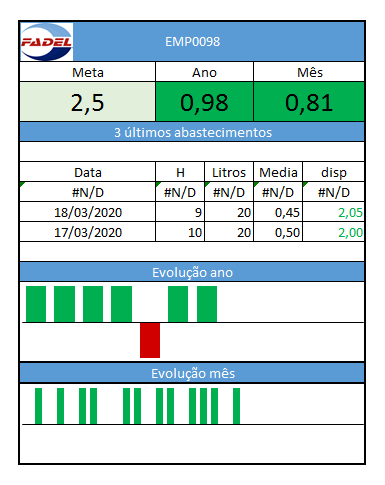 FADEL
EMP0098
Meta Ano Mês
2,5 0,98 0,81
3 últimos abastecimentos
Data H Litros Media disp
#N/D #N/D #N/D #N/D #N/D
18/03/2020 9 20 0,45 2,05
17/03/2020 10 20 0,50 2,00
Evolução ano
Evolução mês